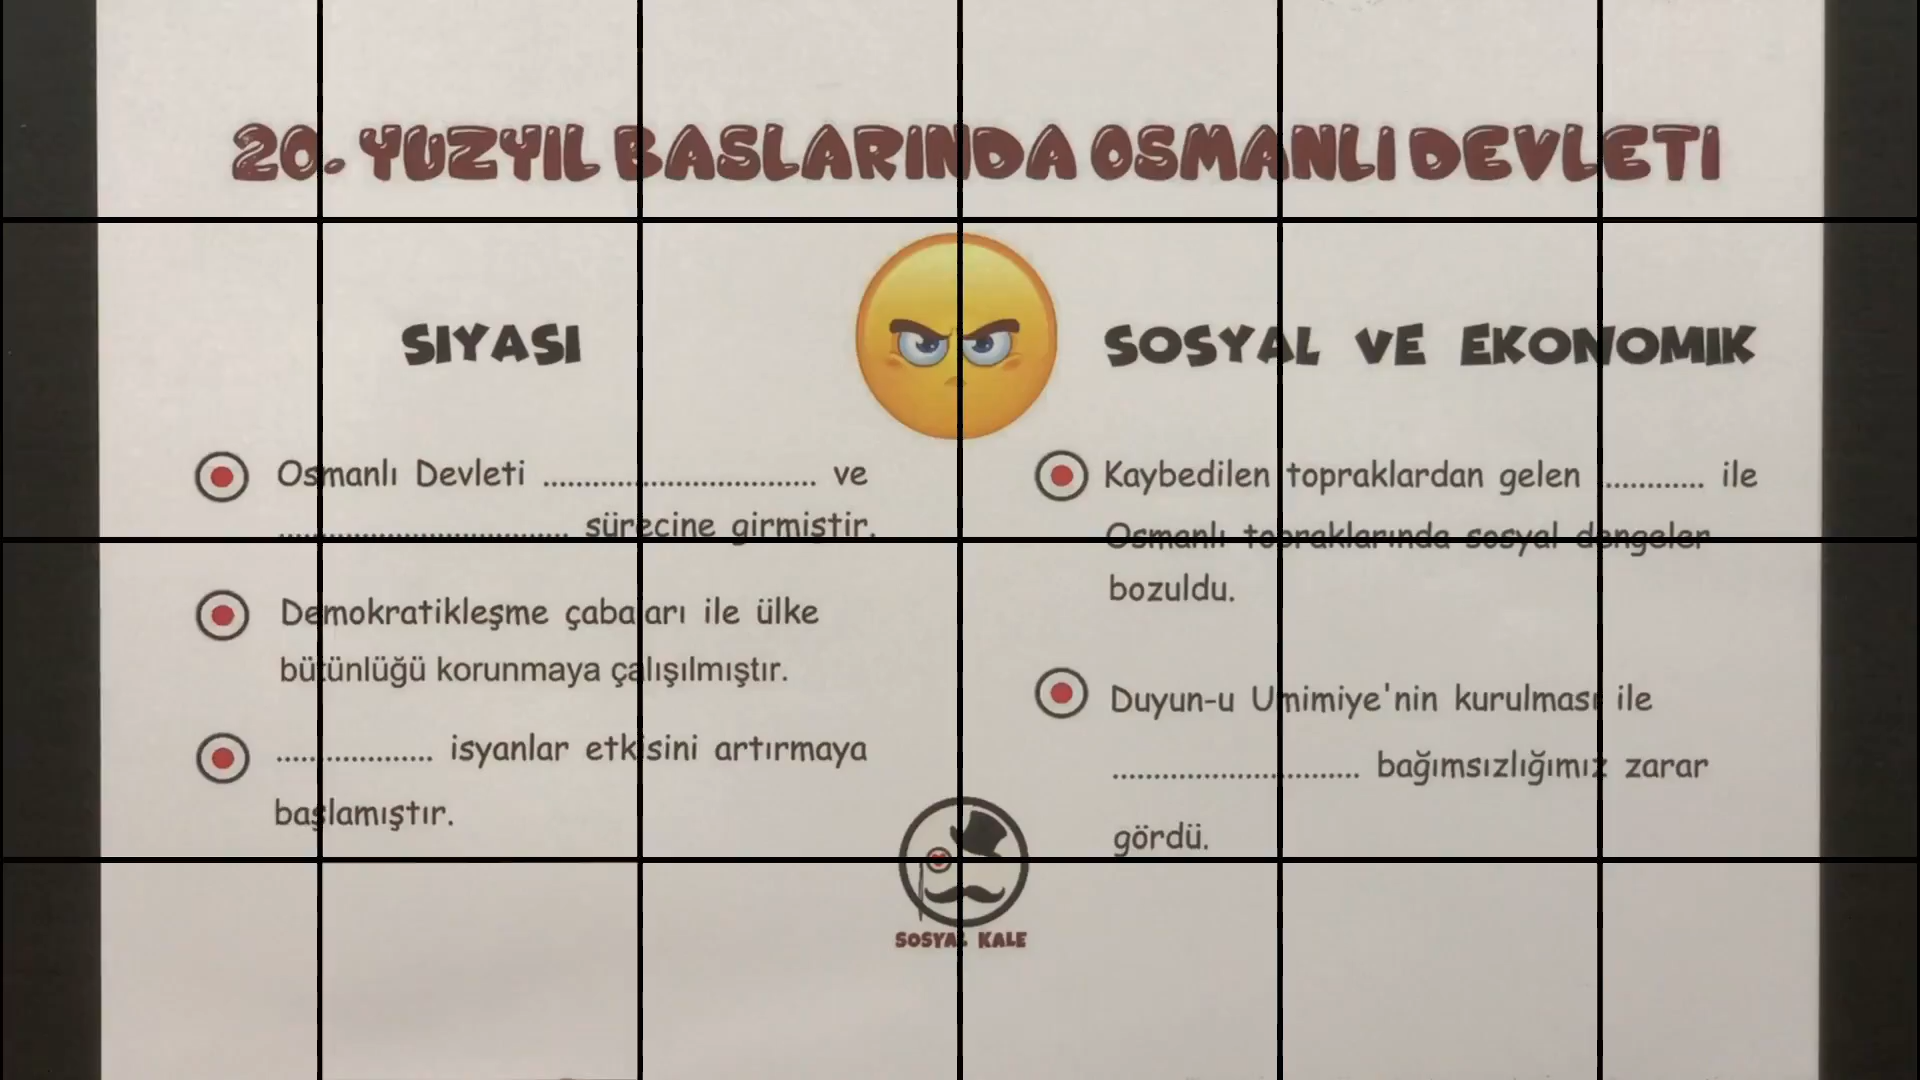 20. YUZYIL BASLARINDA OSMANLI DEVLETI
SIYASI
Osmanlı Devleti ................................. ve
................................... sürecine girmiştir.
Demokratikleşme çabaları ile ülke
bütünlüğü korunmaya çalışılmıştır.
................... isyanlar etkisini artırmaya
başlamıştır.
SOSYAL VE EKONOMIK
Kaybedilen topraklardan gelen ............. ile
Osmanlı topraklarında sosyal dengeler
bozuldu.
Duyun-u Umimiye'nin kurulması ile
.............................. bağımsızlığımız zarar
gördü.
SOSYAL KALE